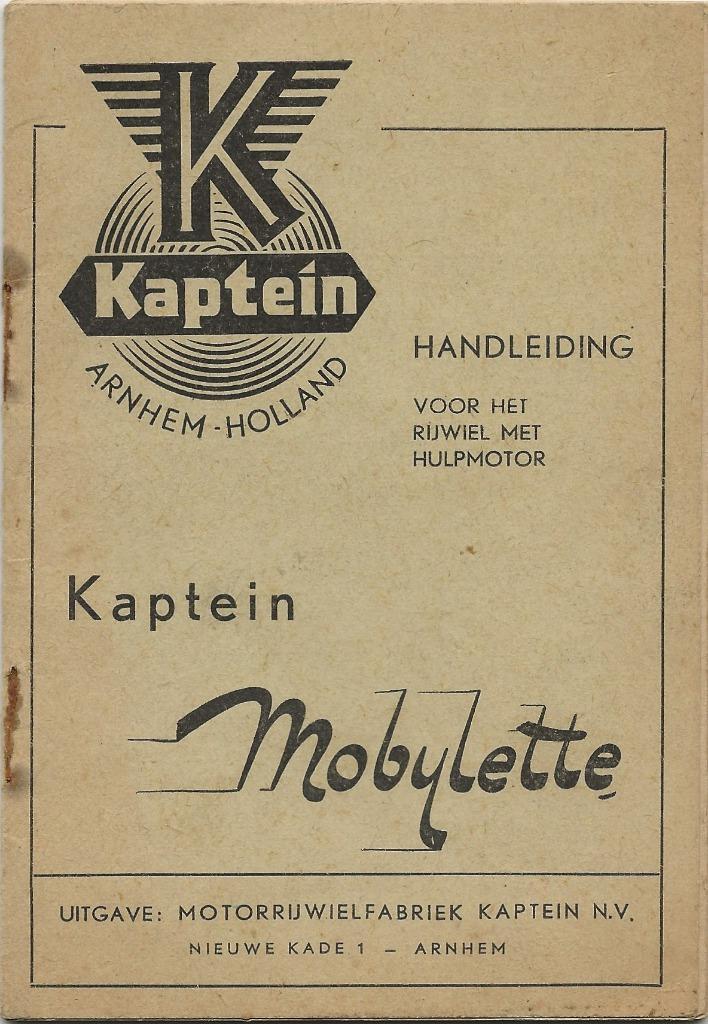 K
Kaptein
ARNHEM-HOLLAND
HANDLEIDING
VOOR HET
RIJWIEL MET
HULPMOTOR
Kaptein
Mobylette
UITGAVE: MOTORRIJWIELFABRIEK KAPTEIN N.V.
NIEUWE KADE 1 – ARNHEM